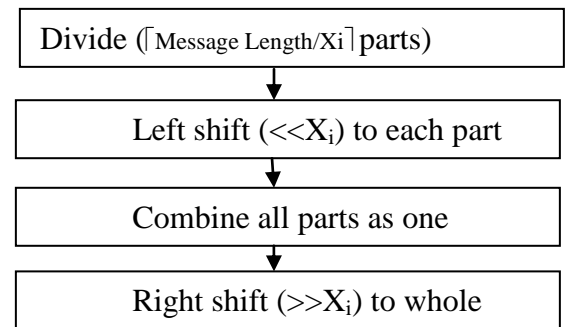 Divide (⌈Message Length/Xi⌉ parts)
Left shift (<<Xᵢ) to each part
Combine all parts as one
Right shift (>>Xᵢ) to whole